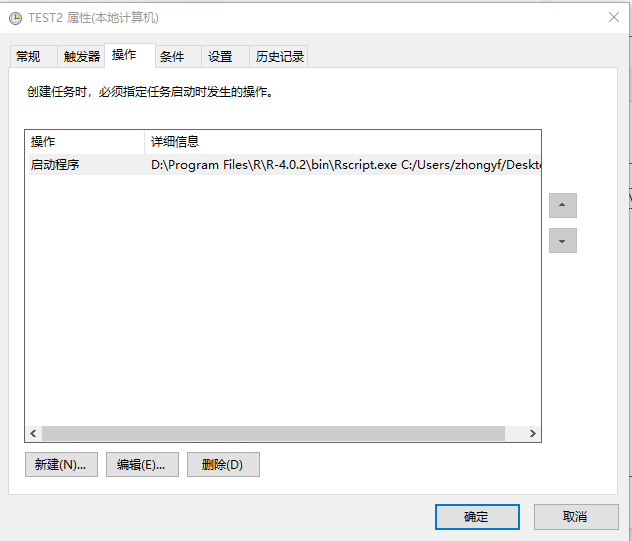 TEST2 属性(本地计算机)
常规 触发器 操作 条件 设置 历史记录
创建任务时，必须指定任务启动时发生的操作。
操作 详细信息
启动程序 D:\Program Files\R\R-4.0.2\bin\Rscript.exe C:/Users/zhongyf/Deskto
新建(N)... 编辑(E)... 删除(D)
确定 取消